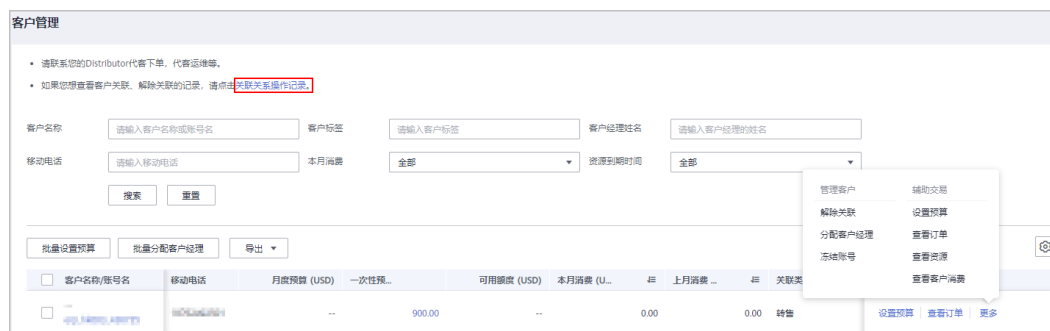 客户管理
• 请联系您的Distributor代客下单、代客运维等。
• 如果您想查看客户关联、解除关联的记录，请点击关联关系操作记录。
客户名称 请输入客户名称或账号名 客户标签 请输入客户标签 客户经理姓名 请输入客户经理的姓名
移动电话 请输入移动电话 本月消费 全部 资源到期时间 全部
搜索 重置
管理客户 辅助交易
解除关联 设置预算
分配客户经理 查看订单
冻结账号 查看资源
查看客户消费
批量设置预算 批量分配客户经理 导出
客户名称/账号名 移动电话 月度预算 (USD) 一次性预... 可用额度 (USD) 本月消费 (U... 上月消费 ... 关联类
-- 900.00 -- 0.00 0.00 转售 设置预算 查看订单 更多